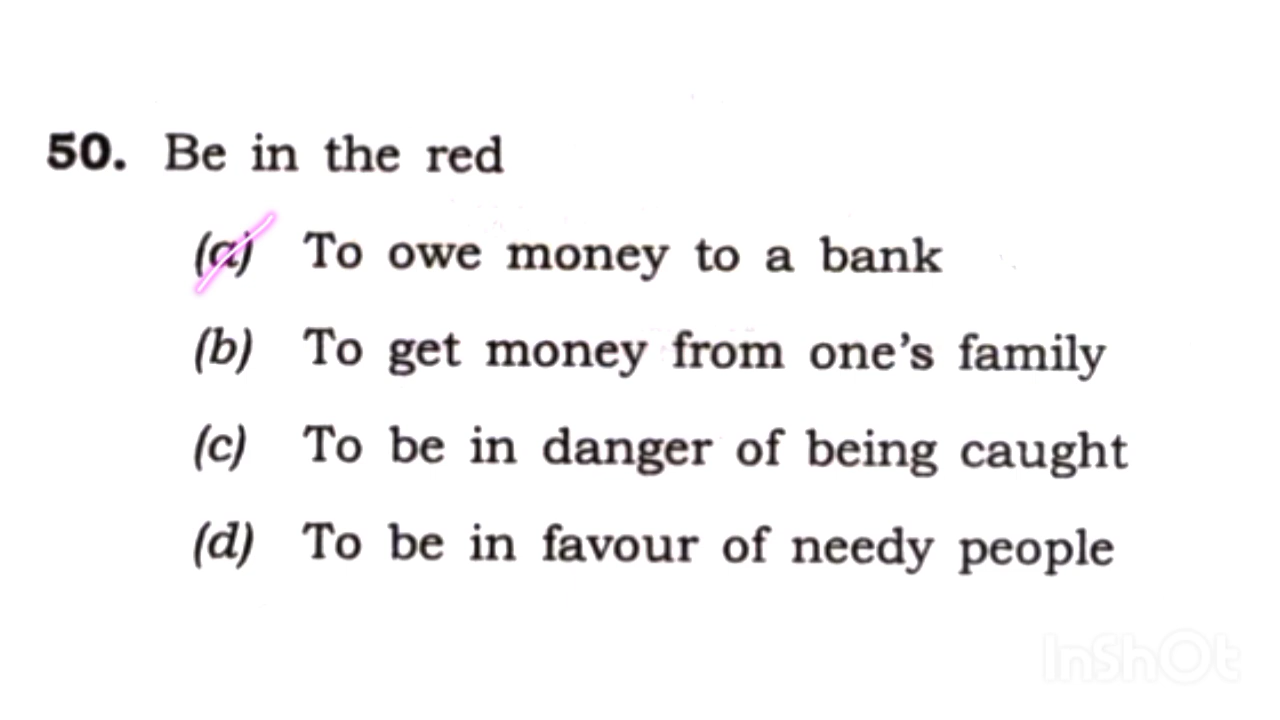 50. Be in the red
(a) To owe money to a bank
(b) To get money from one's family
(c) To be in danger of being caught
(d) To be in favour of needy people
InShOt